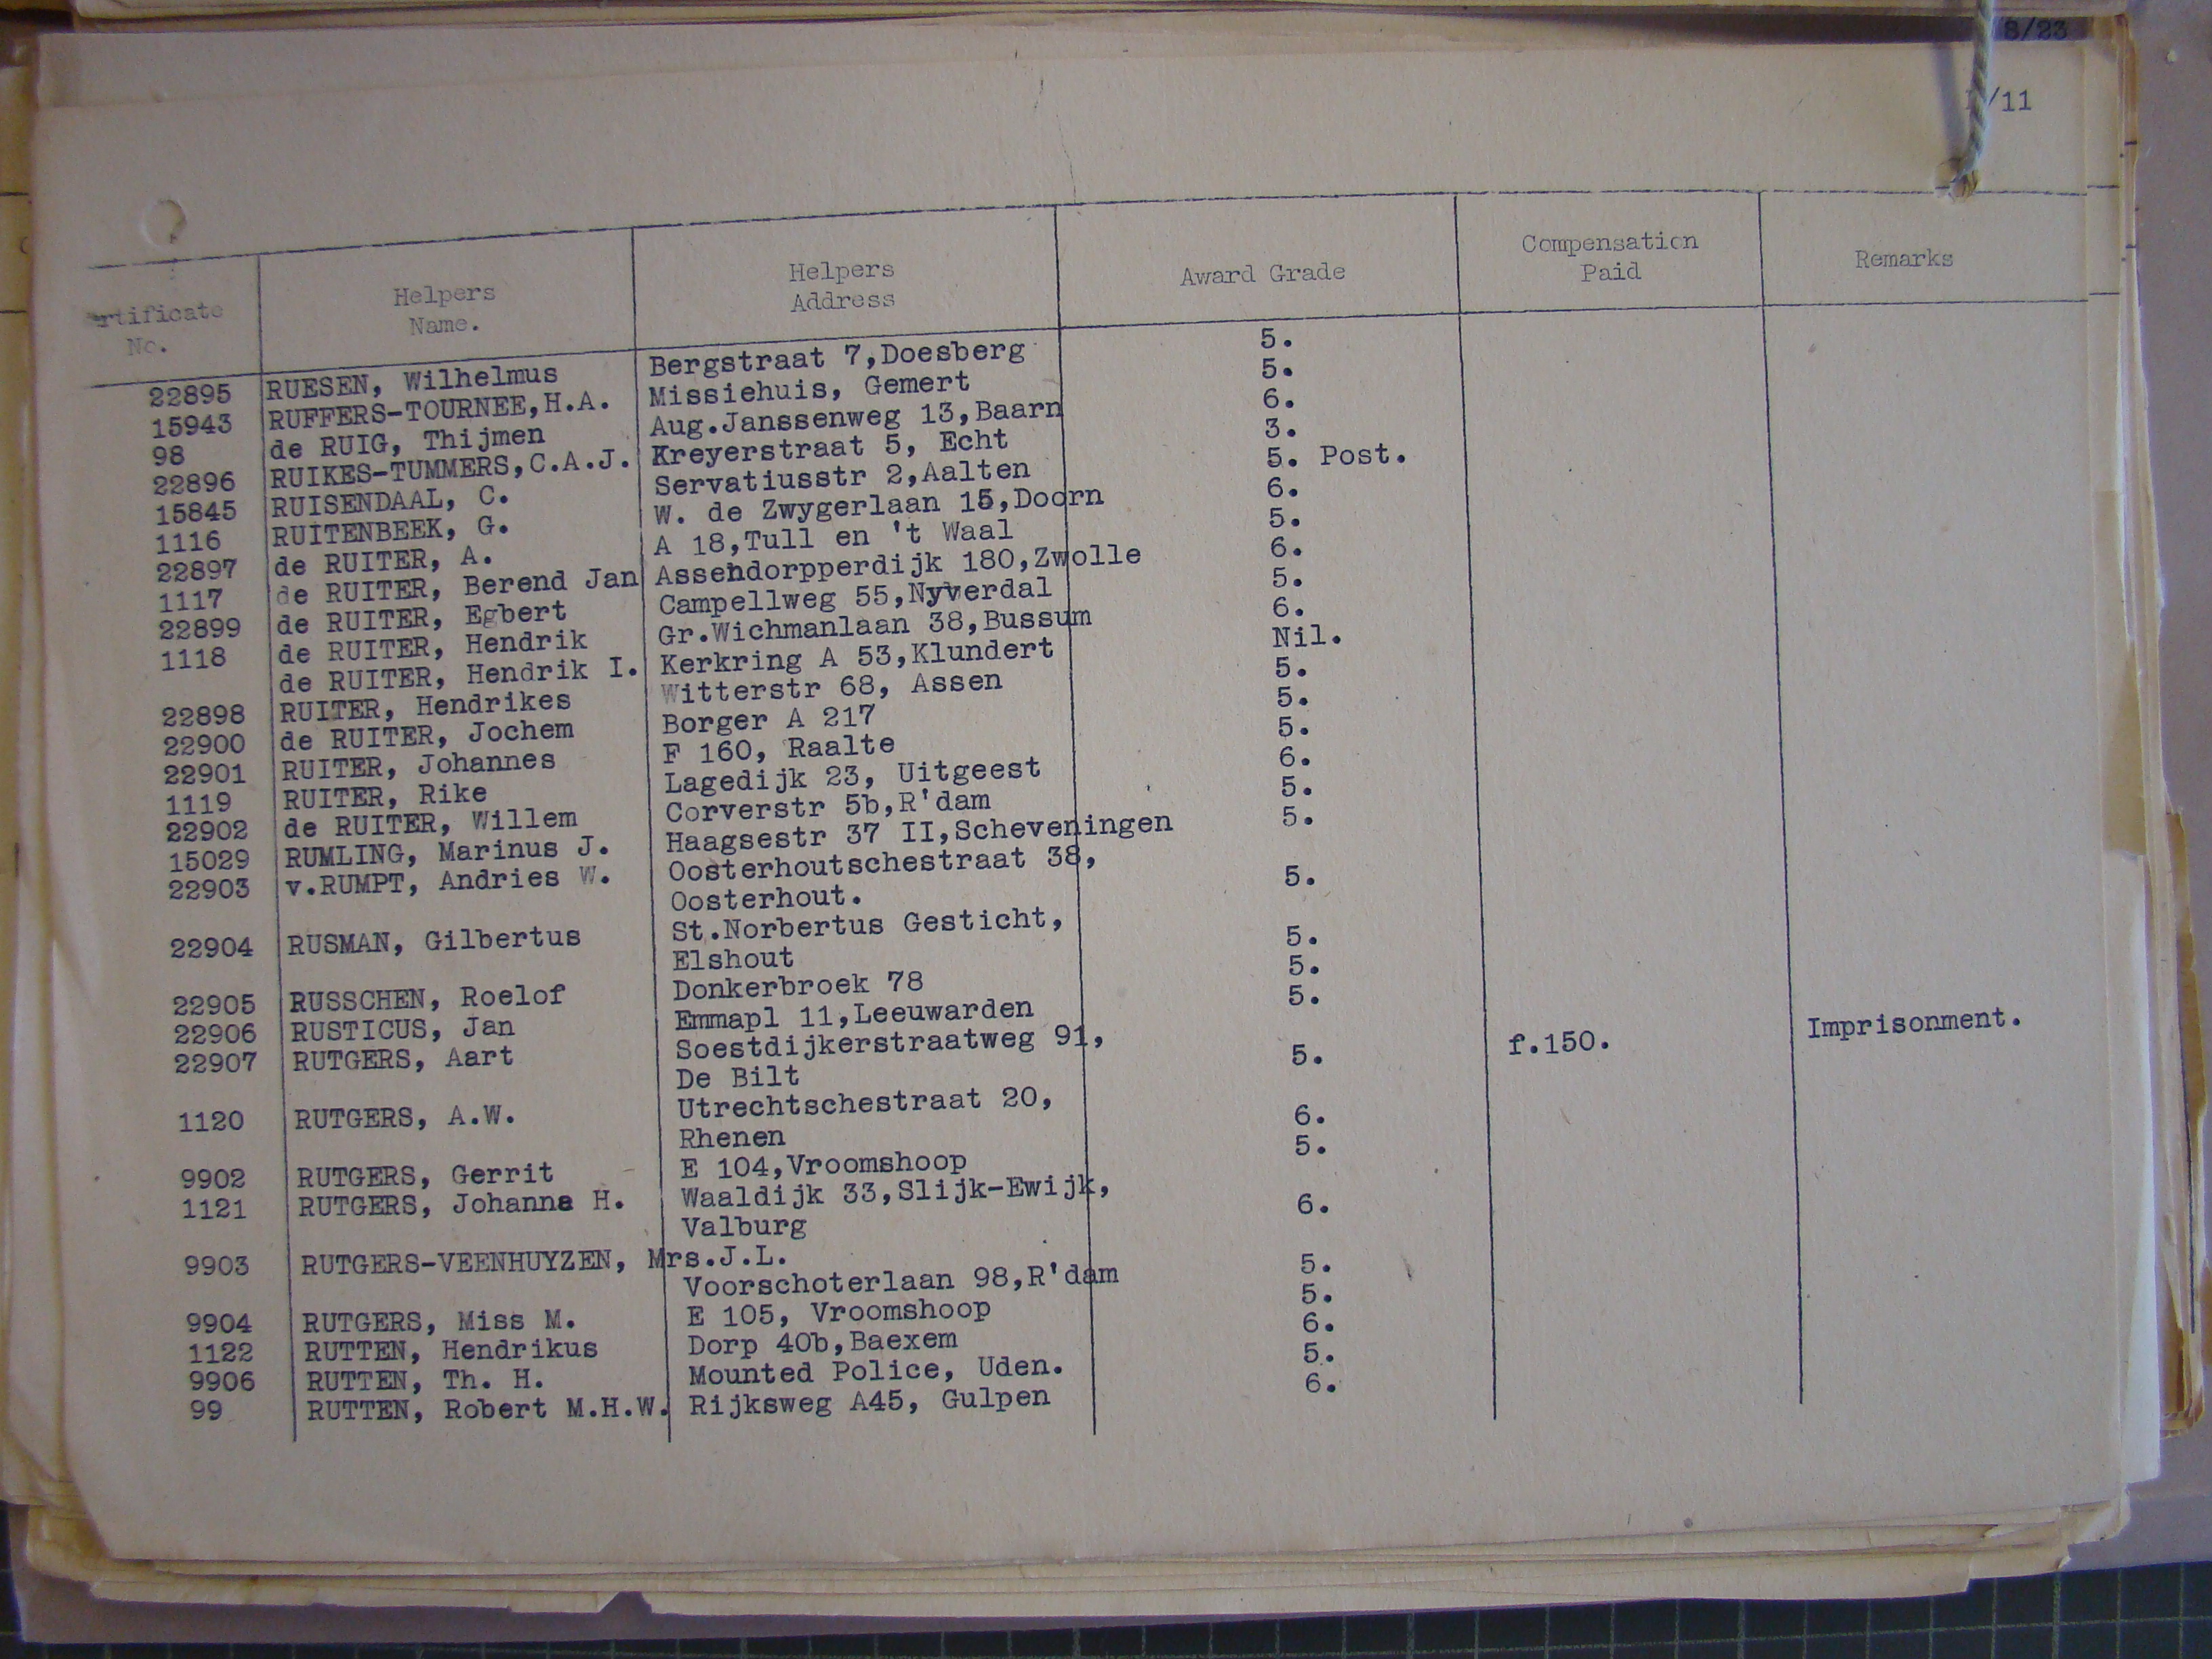 8/23
/11
rtificate No.
Helpers Name.
Helpers Address
Award Grade
Compensation Paid
Remarks
22895 RUESEN, Wilhelmus Bergstraat 7,Doesberg 5.
15943 RUFFERS-TOURNEE,H.A. Missiehuis, Gemert 5.
98 de RUIG, Thijmen Aug.Janssenweg 13,Baarn 6.
22896 RUIKES-TUMMERS,C.A.J. Kreyerstraat 5, Echt 3.
15845 RUISENDAAL, C. Servatiusstr 2,Aalten 5. Post.
1116 RUITENBEEK, G. W. de Zwygerlaan 15,Doorn 6.
22897 de RUITER, A. A 18,Tull en 't Waal 5.
1117 de RUITER, Berend Jan Assendorpperdijk 180,Zwolle 6.
22899 de RUITER, Egbert Campellweg 55,Nyverdal 5.
1118 de RUITER, Hendrik Gr.Wichmanlaan 38,Bussum 6.
de RUITER, Hendrik I. Kerkring A 53,Klundert Nil.
22898 RUITER, Hendrikes Witterstr 68, Assen 5.
22900 de RUITER, Jochem Borger A 217 5.
22901 RUITER, Johannes F 160, Raalte 5.
1119 RUITER, Rike Lagedijk 23, Uitgeest 6.
22902 de RUITER, Willem Corverstr 5b,R'dam 5.
15029 RUMLING, Marinus J. Haagsestr 37 II,Scheveningen 5.
22903 v.RUMPT, Andries W. Oosterhoutschestraat 38,
Oosterhout. 5.
22904 RUSMAN, Gilbertus St.Norbertus Gesticht,
Elshout 5.
22905 RUSSCHEN, Roelof Donkerbroek 78 5.
22906 RUSTICUS, Jan Emmapl 11,Leeuwarden 5.
22907 RUTGERS, Aart Soestdijkerstraatweg 91,
De Bilt 5. f.150. Imprisonment.
1120 RUTGERS, A.W. Utrechtschestraat 20,
Rhenen 6.
9902 RUTGERS, Gerrit E 104,Vroomshoop 5.
1121 RUTGERS, Johanna H. Waaldijk 33,Slijk-Ewijk,
Valburg 6.
9903 RUTGERS-VEENHUYZEN, Mrs.J.L.
Voorschoterlaan 98,R'dam 5.
9904 RUTGERS, Miss M. E 105, Vroomshoop 5.
1122 RUTTEN, Hendrikus Dorp 40b,Baexem 6.
9906 RUTTEN, Th. H. Mounted Police, Uden. 5.
99 RUTTEN, Robert M.H.W. Rijksweg A45, Gulpen 6.